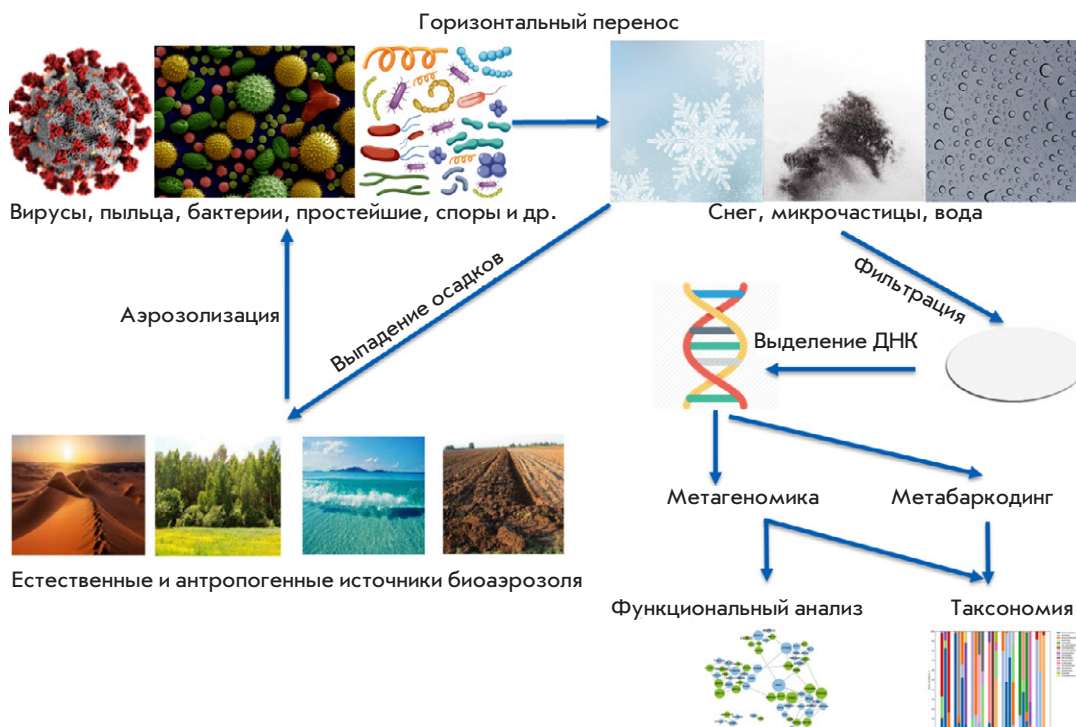 Горизонтальный перенос
Вирусы, пыльца, бактерии, простейшие, споры и др.
Снег, микрочастицы, вода
Аэрозолизация
Выпадение осадков
Фильтрация
Выделение ДНК
Метагеномика
Метабаркодинг
Естественные и антропогенные источники биоаэрозоля
Функциональный анализ
Таксономия